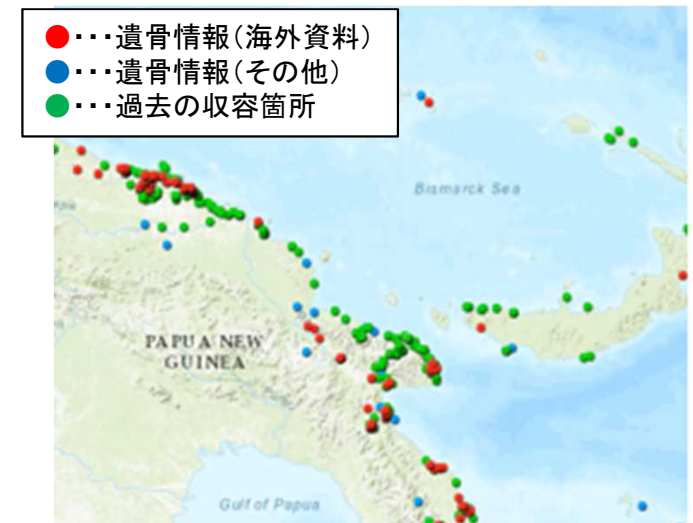 ●・・・遺骨情報(海外資料)
●・・・遺骨情報(その他)
●・・・過去の収容箇所
Bismarck Sea
PAPUA NEW
GUINEA
Gulf of Papua